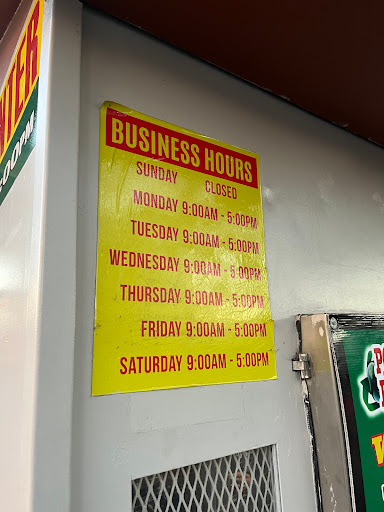 BUSINESS HOURS
SUNDAY CLOSED
MONDAY 9:00AM - 5:00PM
TUESDAY 9:00AM - 5:00PM
WEDNESDAY 9:00AM - 5:00PM
THURSDAY 9:00AM - 5:00PM
FRIDAY 9:00AM - 5:00PM
SATURDAY 9:00AM - 5:00PM